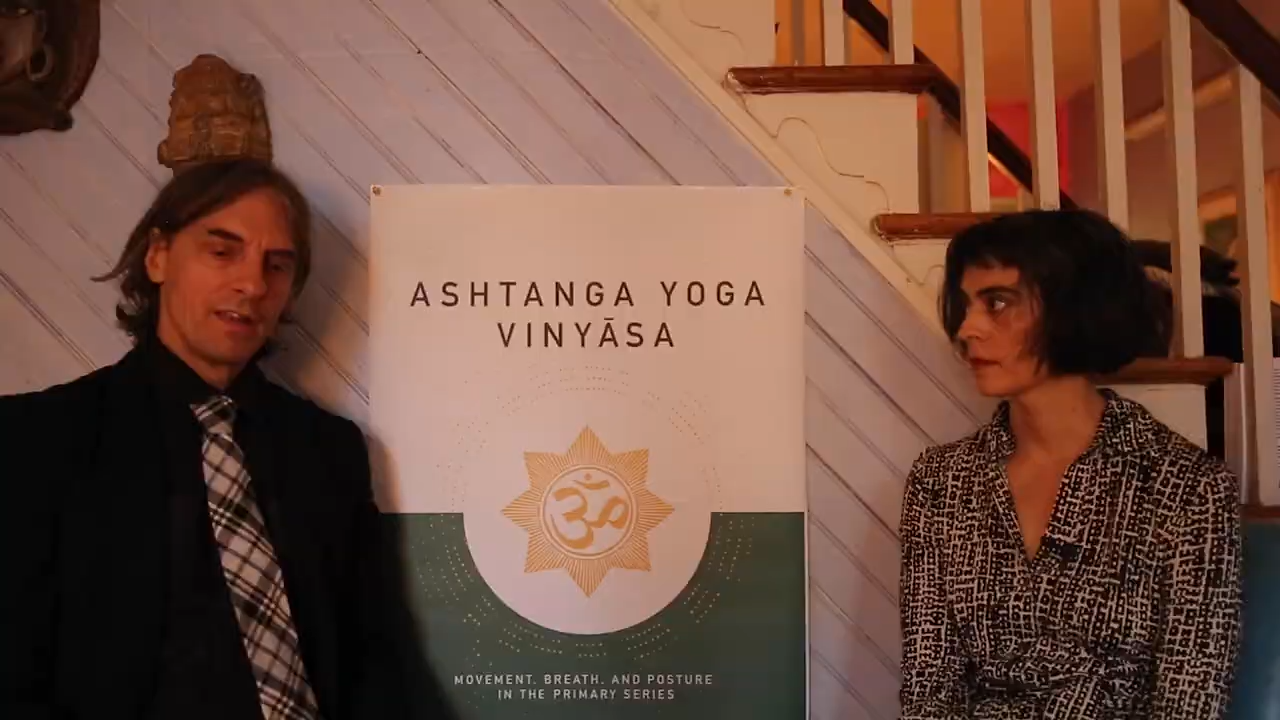 ASHTANGA YOGA
VINYĀSA
ॐ
MOVEMENT, BREATH, AND POSTURE
IN THE PRIMARY SERIES